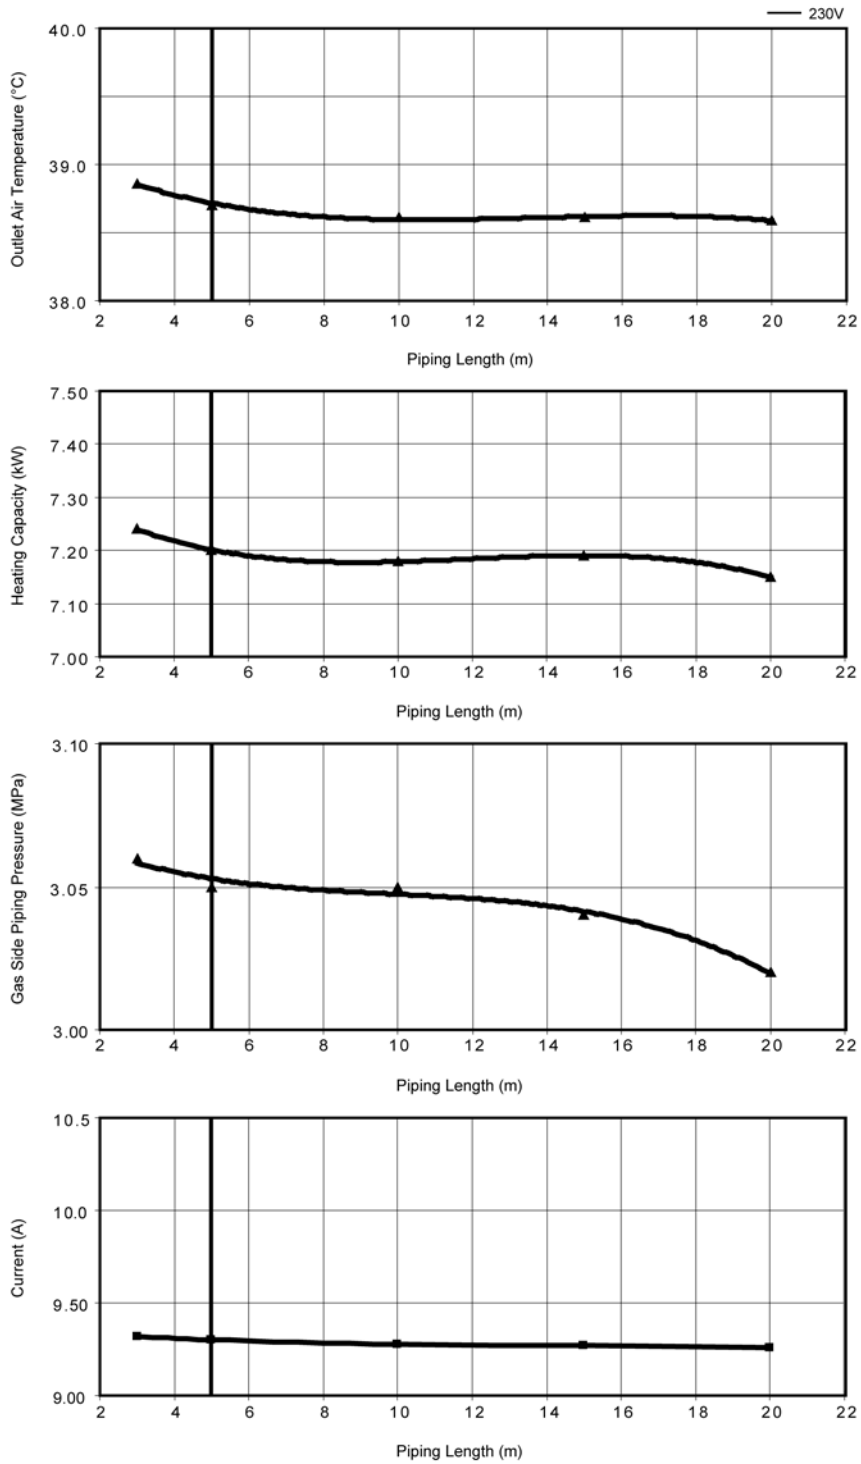 230V
40.0
39.0
38.0
Outlet Air Temperature (°C)
2 4 6 8 10 12 14 16 18 20 22
Piping Length (m)
7.50
7.40
7.30
7.20
7.10
7.00
Heating Capacity (kW)
2 4 6 8 10 12 14 16 18 20 22
Piping Length (m)
3.10
3.05
3.00
Gas Side Piping Pressure (MPa)
2 4 6 8 10 12 14 16 18 20 22
Piping Length (m)
10.5
10.0
9.50
9.00
Current (A)
2 4 6 8 10 12 14 16 18 20 22
Piping Length (m)